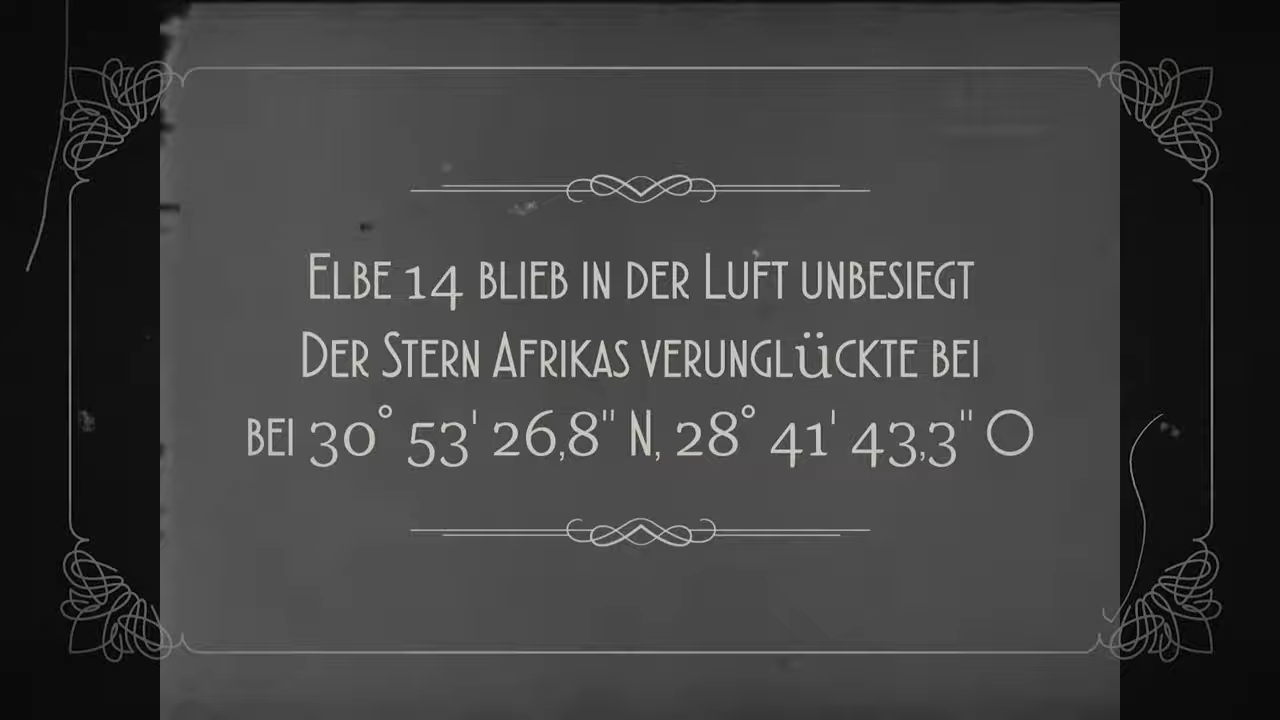 Elbe 14 blieb in der Luft unbesiegt
Der Stern Afrikas verunglückte bei
bei 30° 53' 26,8" N, 28° 41' 43,3" O